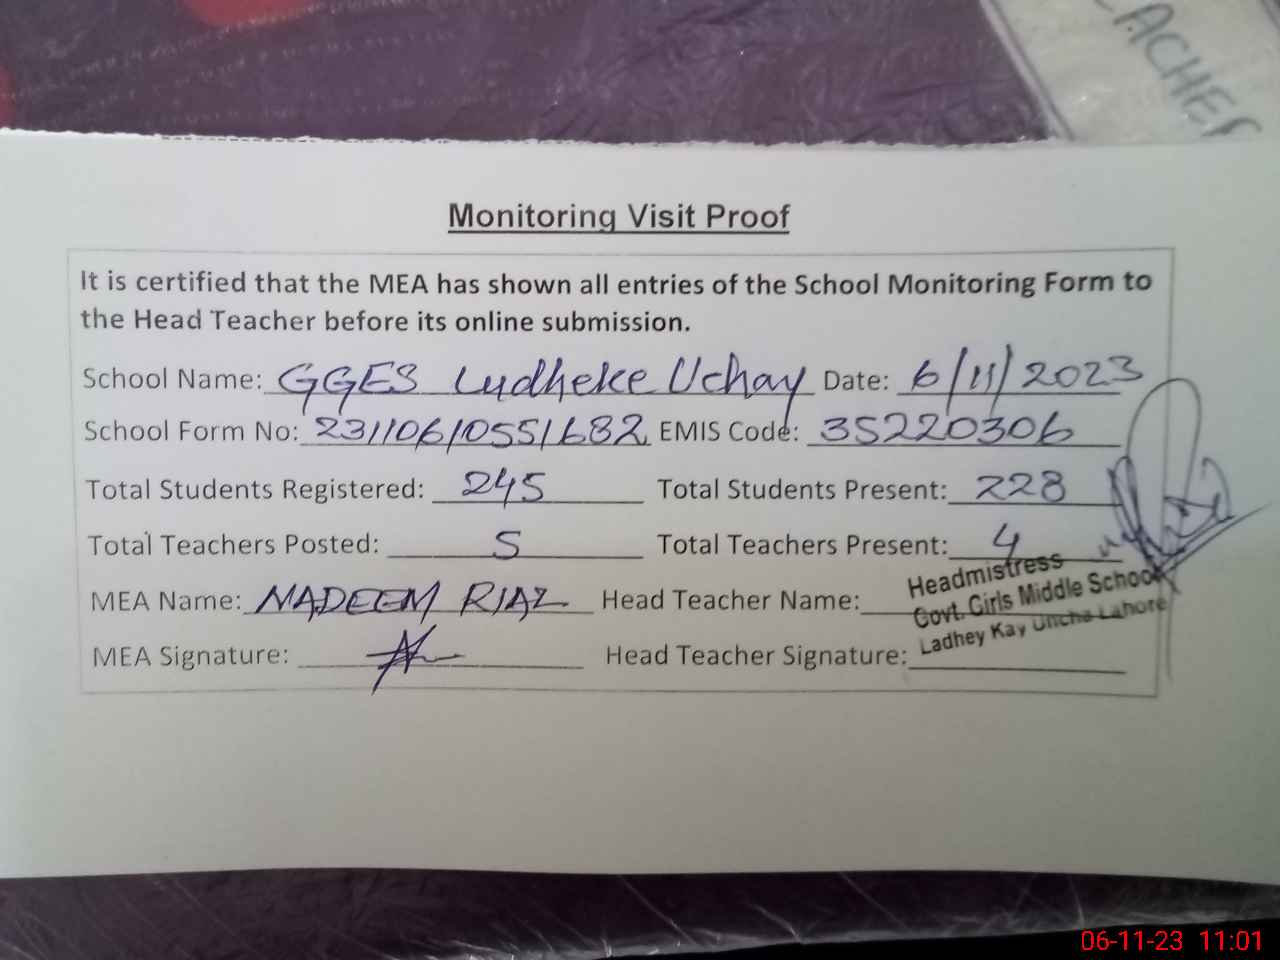 EACHER
Monitoring Visit Proof
It is certified that the MEA has shown all entries of the School Monitoring Form to
the Head Teacher before its online submission.
School Name: GGES Ludheke Uchay Date: 6/11/2023
School Form No: 23110610551682 EMIS Code: 35220306
Total Students Registered: 245 Total Students Present: 228
Total Teachers Posted: 5 Total Teachers Present: 4
MEA Name: NADEEM RIAZ Head Teacher Name:
Headmistress
Govt. Girls Middle School
Ladhey Kay Uncha Lahore
MEA Signature: Head Teacher Signature:
06-11-23 11:01